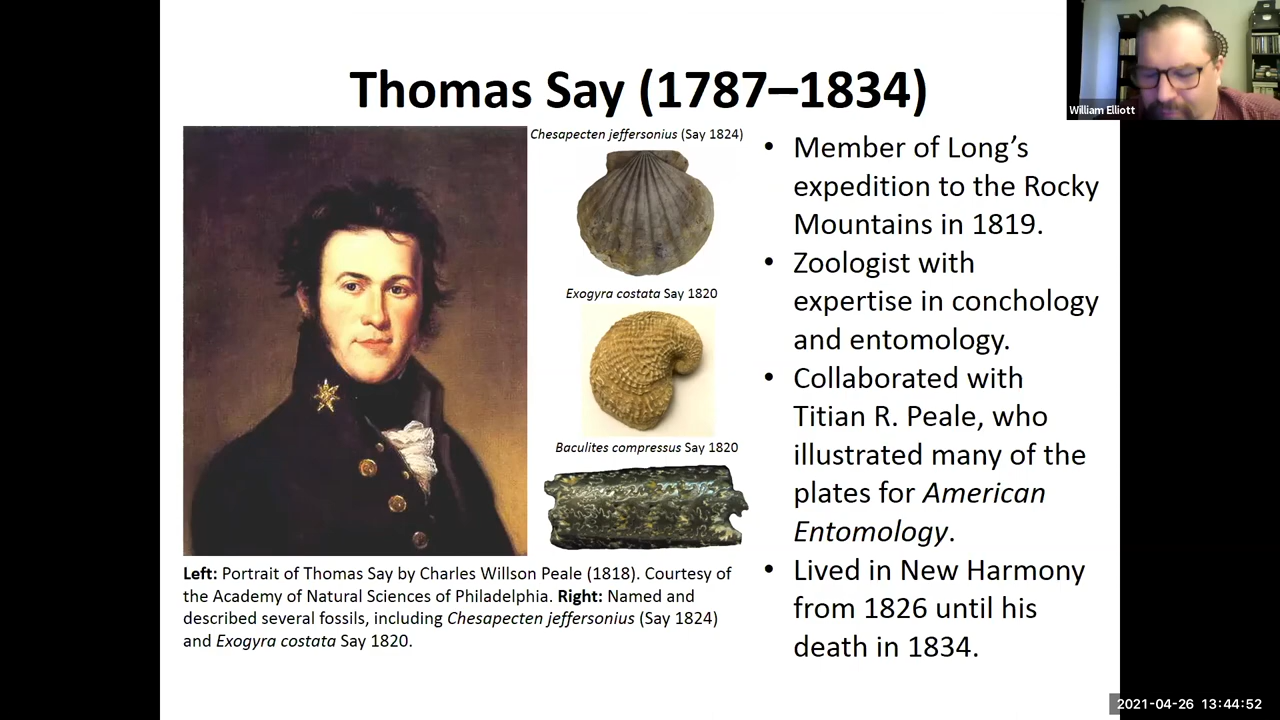 Thomas Say (1787–1834)
William Elliott
Chesapecten jeffersonius (Say 1824)
Exogyra costata Say 1820
Baculites compressus Say 1820
Left: Portrait of Thomas Say by Charles Willson Peale (1818). Courtesy of
the Academy of Natural Sciences of Philadelphia. Right: Named and
described several fossils, including Chesapecten jeffersonius (Say 1824)
and Exogyra costata Say 1820.
• Member of Long’s
expedition to the Rocky
Mountains in 1819.
• Zoologist with
expertise in conchology
and entomology.
• Collaborated with
Titian R. Peale, who
illustrated many of the
plates for American
Entomology.
• Lived in New Harmony
from 1826 until his
death in 1834.
2021-04-26 13:44:52